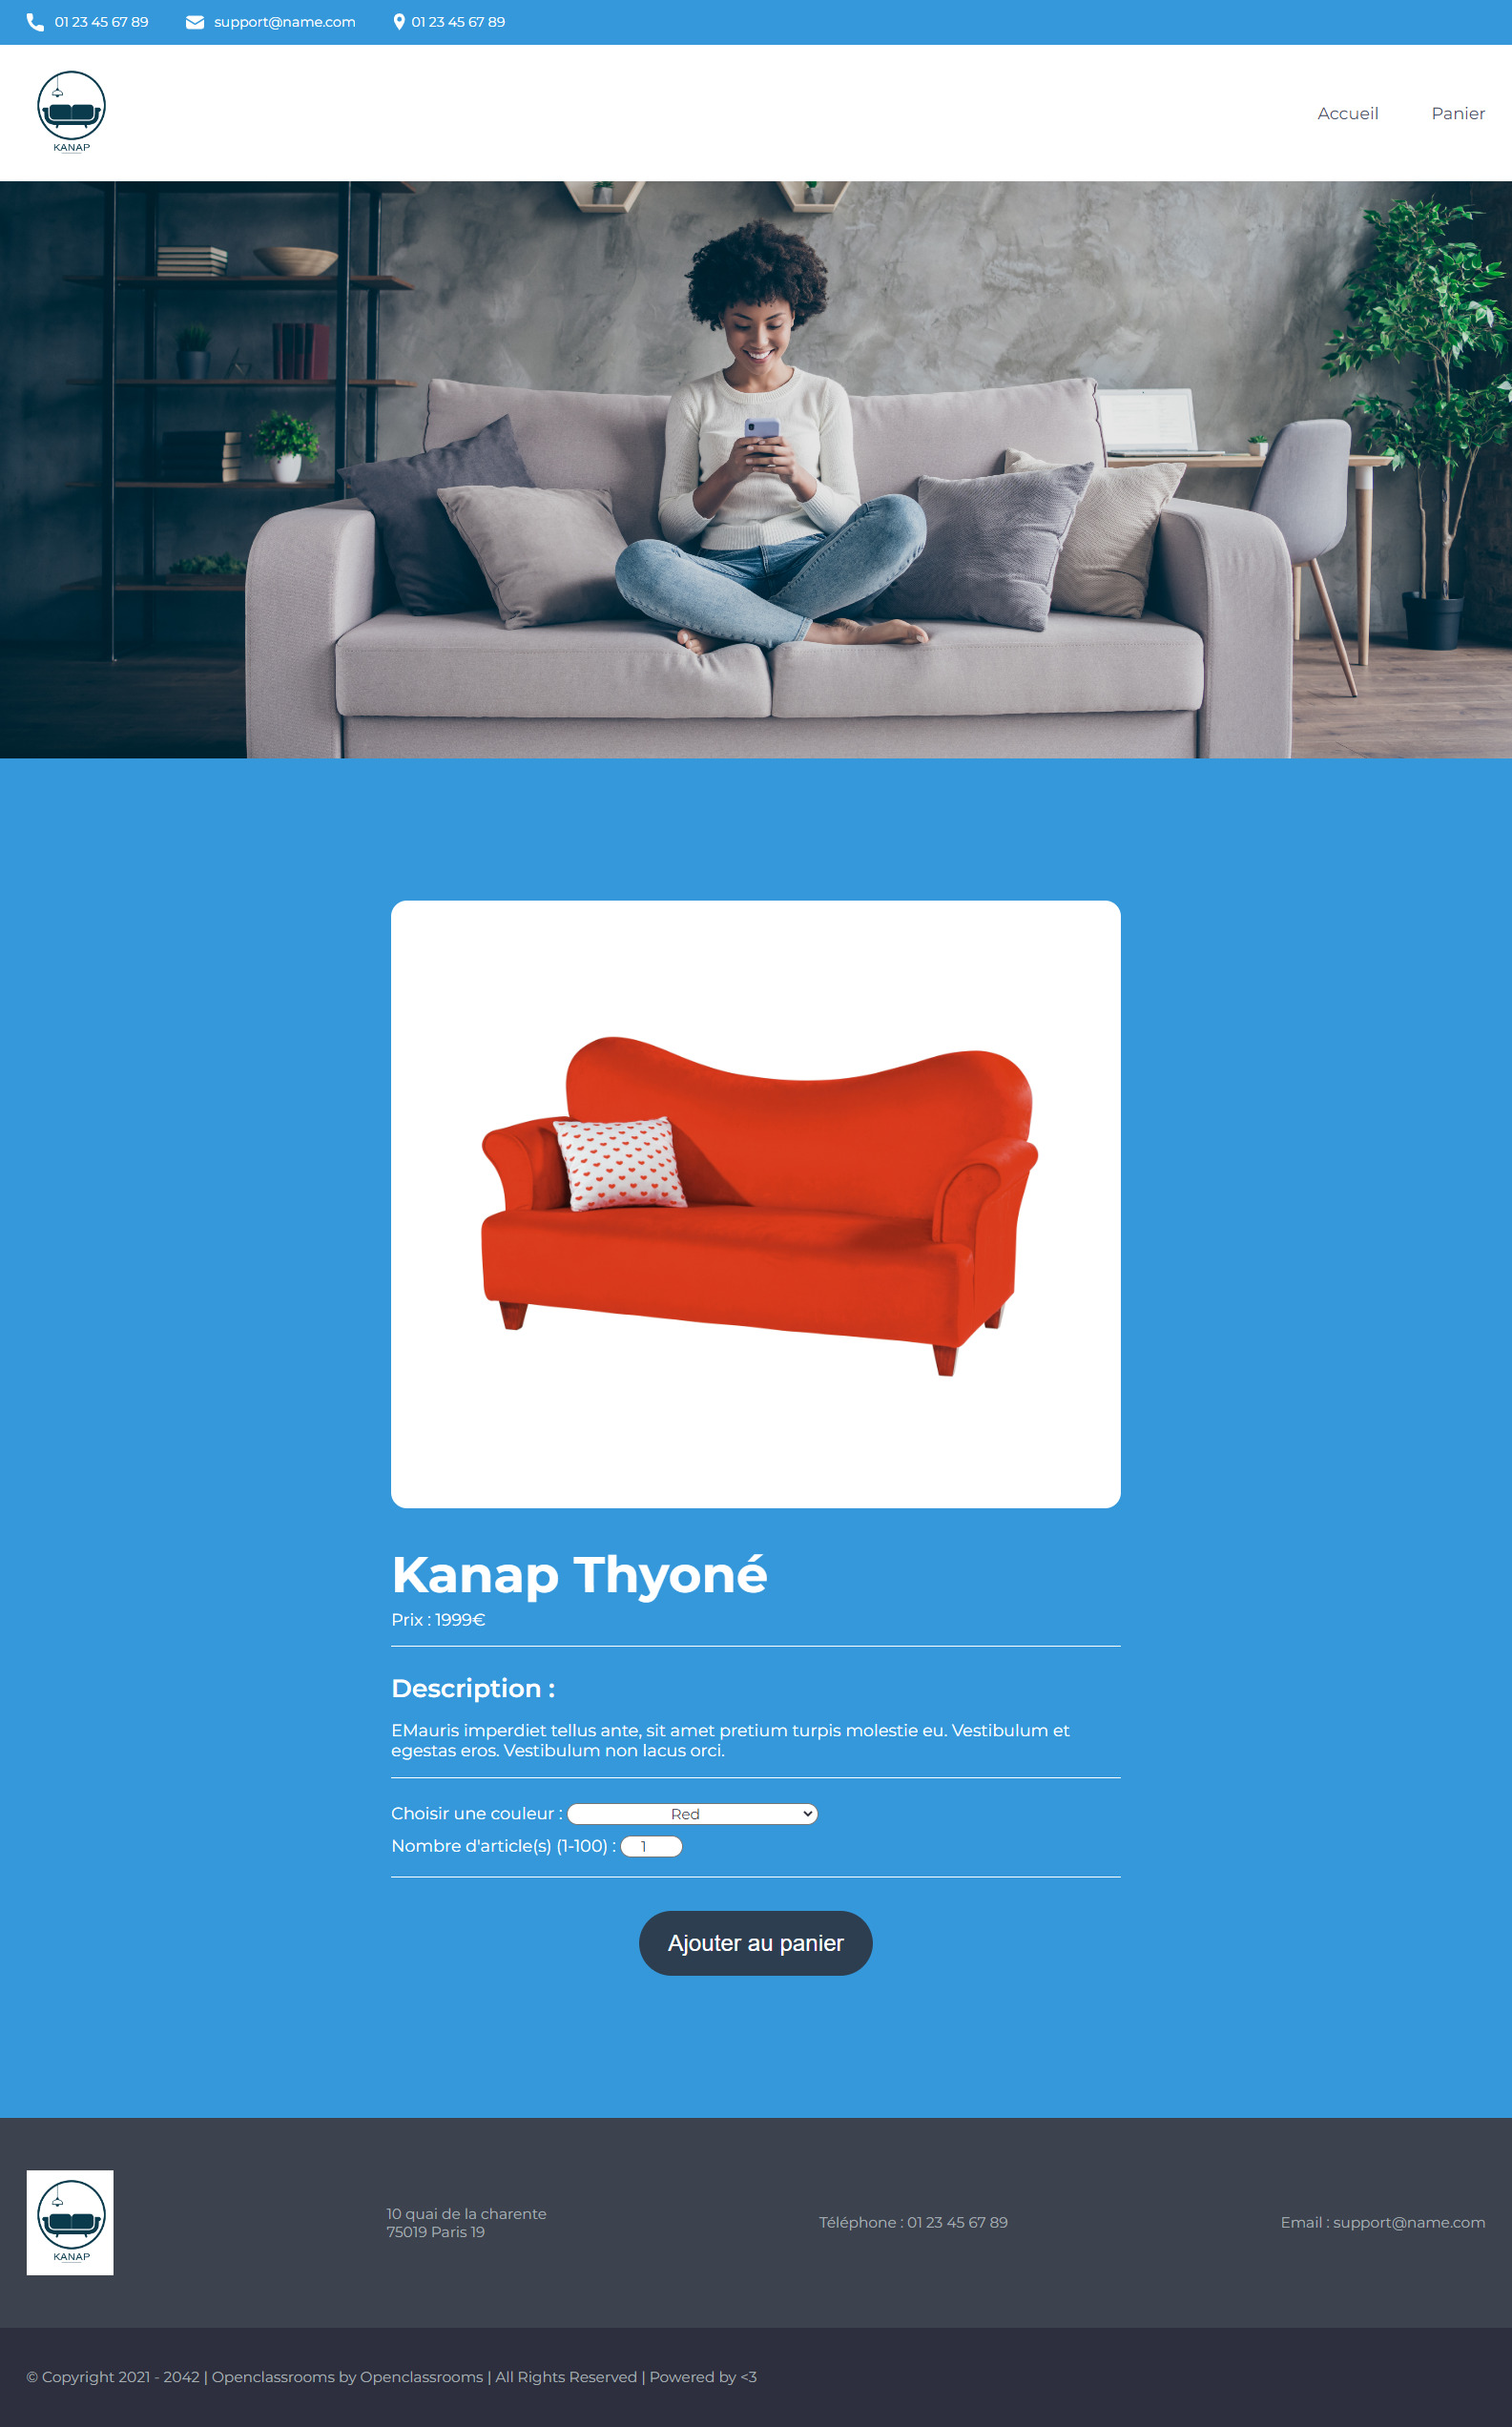 01 23 45 67 89
support@name.com
01 23 45 67 89
KANAP
Accueil
Panier
Kanap Thyoné
Prix : 1999€
Description :
EMauris imperdiet tellus ante, sit amet pretium turpis molestie eu. Vestibulum et
egestas eros. Vestibulum non lacus orci.
Choisir une couleur : Red
Nombre d'article(s) (1-100) : 1
Ajouter au panier
KANAP
10 quai de la charente
75019 Paris 19
Téléphone : 01 23 45 67 89
Email : support@name.com
© Copyright 2021 - 2042 | Openclassrooms by Openclassrooms | All Rights Reserved | Powered by <3